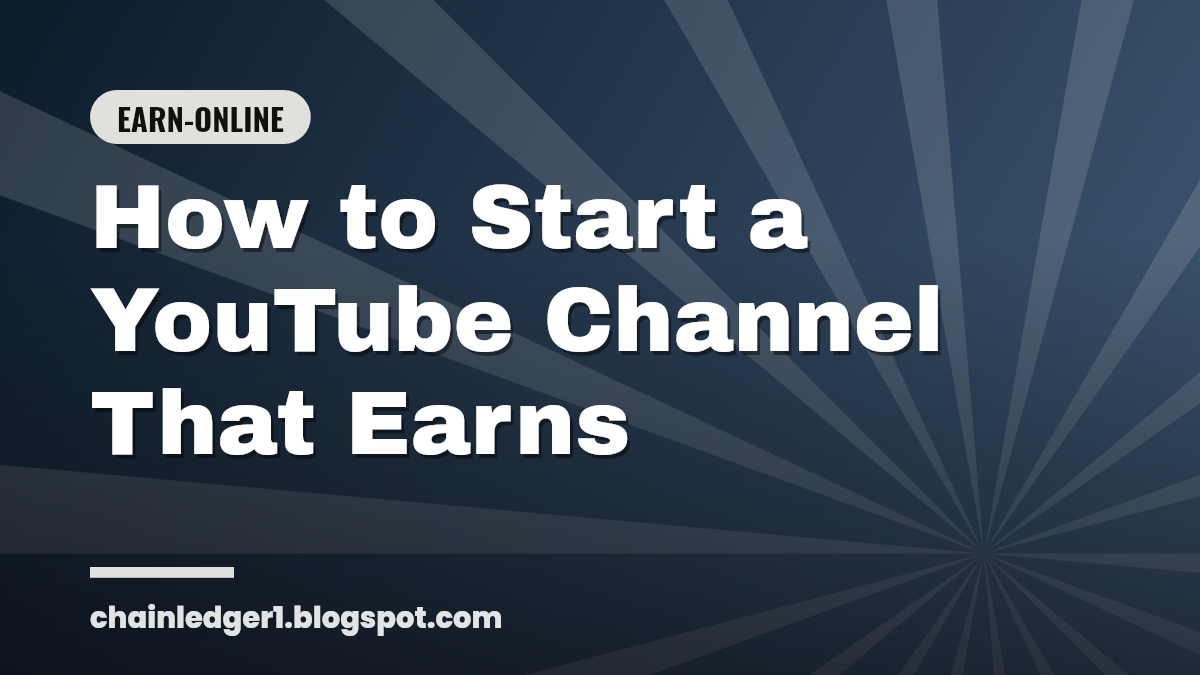 EARN-ONLINE
How to Start a
YouTube Channel
That Earns
chainledger1.blogspot.com